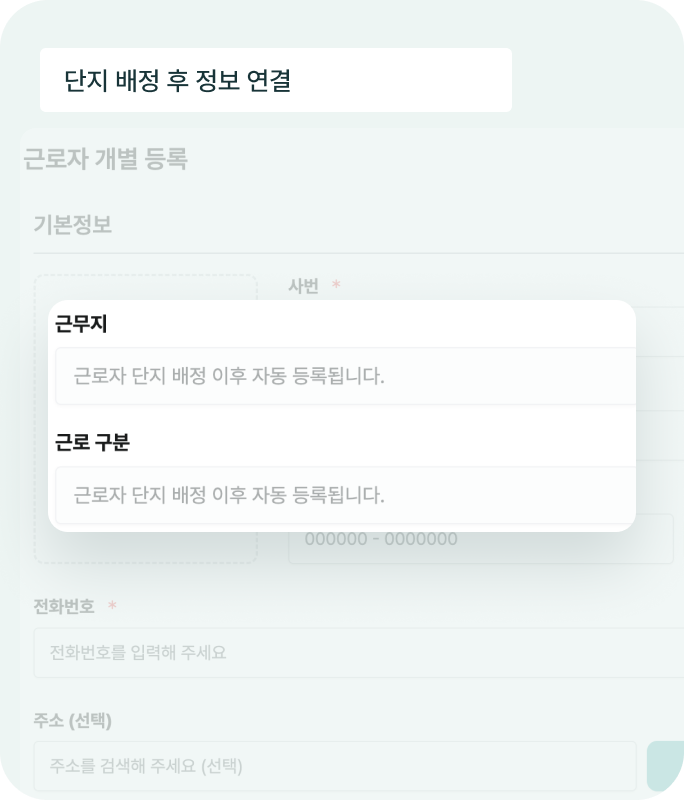 단지 배정 후 정보 연결
근로자 개별 등록
기본정보
사번 *
근무지
근로자 단지 배정 이후 자동 등록됩니다.
근로 구분
근로자 단지 배정 이후 자동 등록됩니다.
000000 - 0000000
전화번호 *
전화번호를 입력해 주세요
주소 (선택)
주소를 검색해 주세요 (선택)